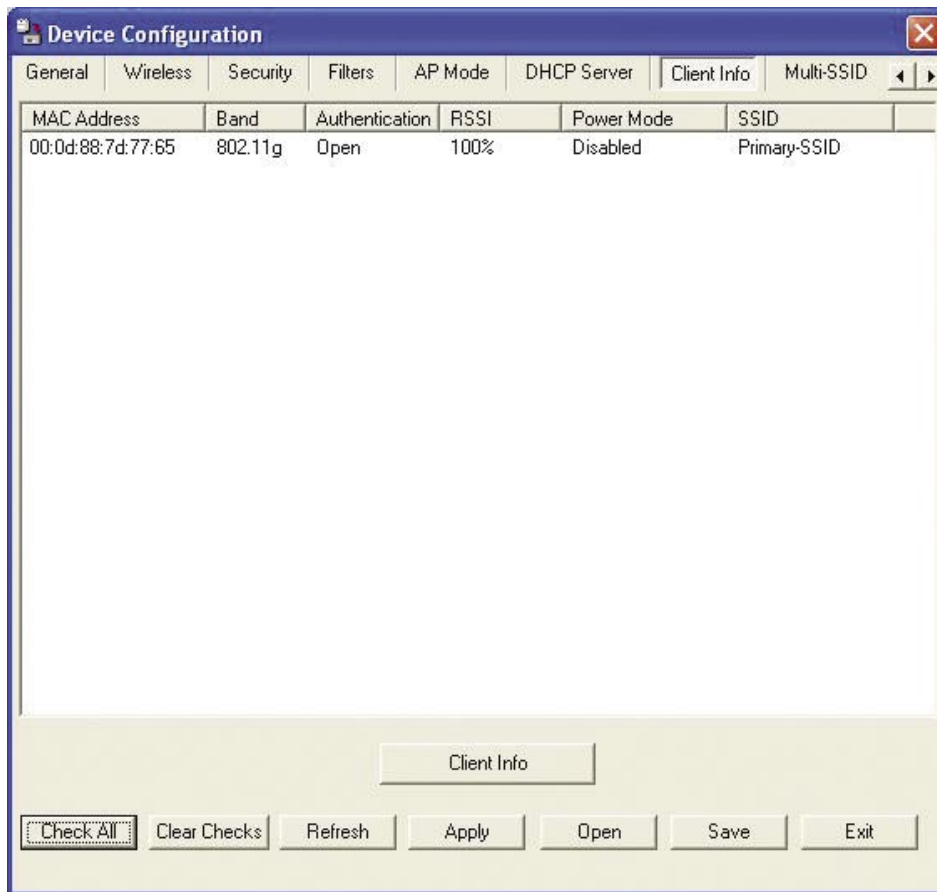 Device Configuration
General Wireless Security Filters AP Mode DHCP Server Client Info Multi-SSID
MAC Address Band Authentication RSSI Power Mode SSID
00:0d:88:7d:77:65 802.11g Open 100% Disabled Primary-SSID
Client Info
Check All Clear Checks Refresh Apply Open Save Exit